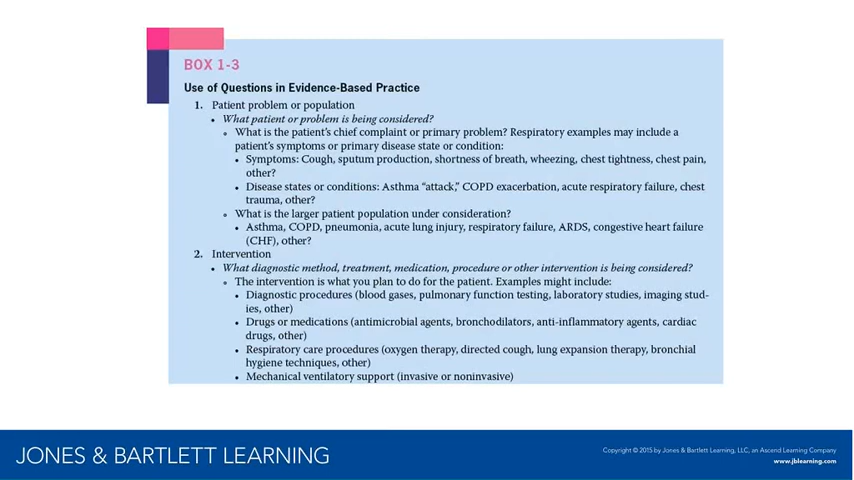 BOX 1-3
Use of Questions in Evidence-Based Practice
1. Patient problem or population
• What patient or problem is being considered?
◦ What is the patient's chief complaint or primary problem? Respiratory examples may include a
patient's symptoms or primary disease state or condition:
• Symptoms: Cough, sputum production, shortness of breath, wheezing, chest tightness, chest pain,
other?
• Disease states or conditions: Asthma “attack,” COPD exacerbation, acute respiratory failure, chest
trauma, other?
◦ What is the larger patient population under consideration?
• Asthma, COPD, pneumonia, acute lung injury, respiratory failure, ARDS, congestive heart failure
(CHF), other?
2. Intervention
• What diagnostic method, treatment, medication, procedure or other intervention is being considered?
◦ The intervention is what you plan to do for the patient. Examples might include:
• Diagnostic procedures (blood gases, pulmonary function testing, laboratory studies, imaging stud-
ies, other)
• Drugs or medications (antimicrobial agents, bronchodilators, anti-inflammatory agents, cardiac
drugs, other)
• Respiratory care procedures (oxygen therapy, directed cough, lung expansion therapy, bronchial
hygiene techniques, other)
• Mechanical ventilatory support (invasive or noninvasive)
JONES & BARTLETT LEARNING
Copyright © 2015 by Jones & Bartlett Learning, LLC, an Ascend Learning Company
www.jblearning.com